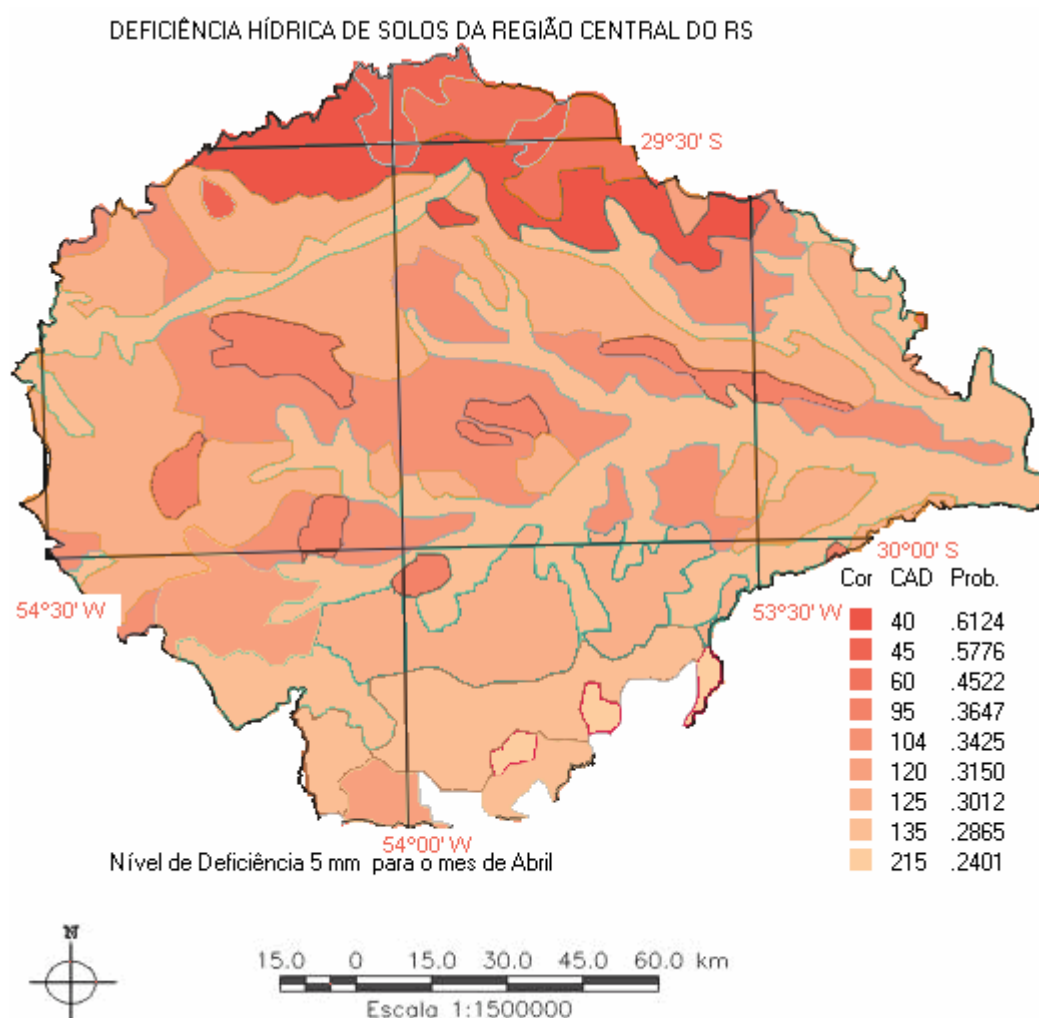 DEFICIÊNCIA HÍDRICA DE SOLOS DA REGIÃO CENTRAL DO RS
29°30' S
30°00' S
54°30' W
53°30' W
Cor CAD Prob.
40 .6124
45 .5776
60 .4522
95 .3647
104 .3425
120 .3150
125 .3012
135 .2865
215 .2401
54°00' W
Nível de Deficiência 5 mm para o mes de Abril
N
15.0 0 15.0 30.0 45.0 60.0 km
Escala 1:1500000